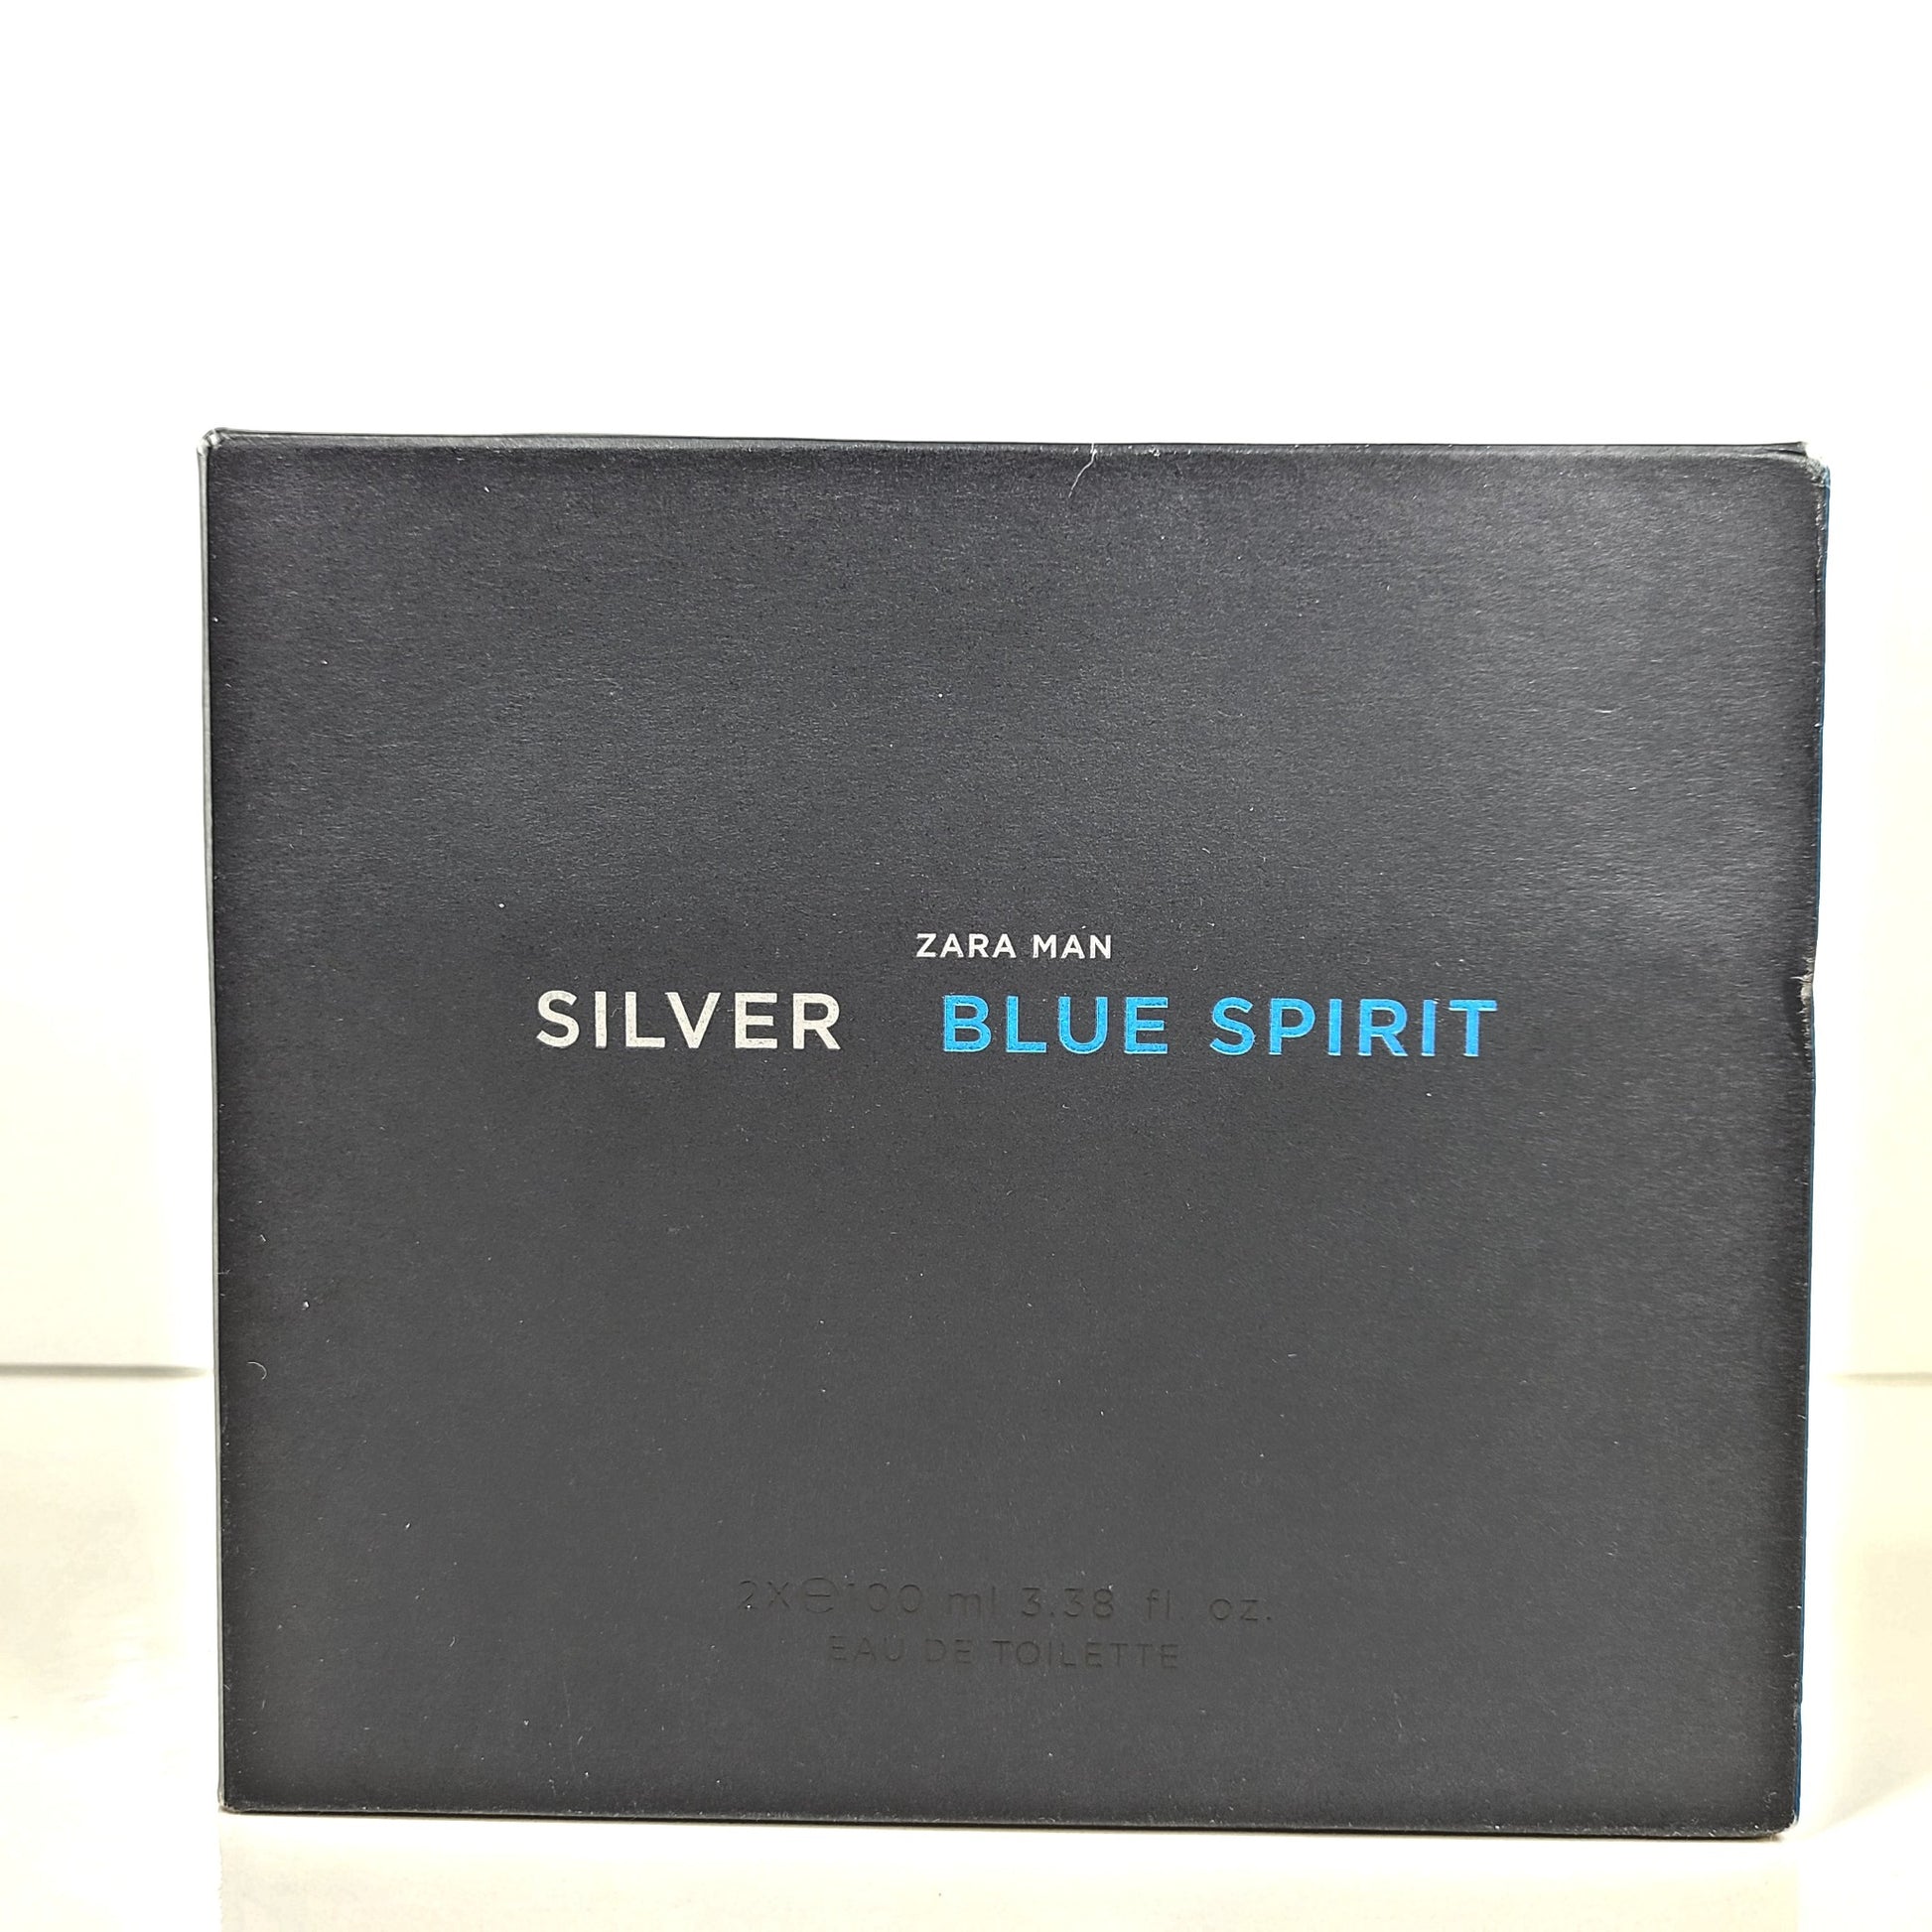 ZARA MAN
SILVER BLUE SPIRIT
2X℮100 ml 3.38 fl oz.
EAU DE TOILETTE